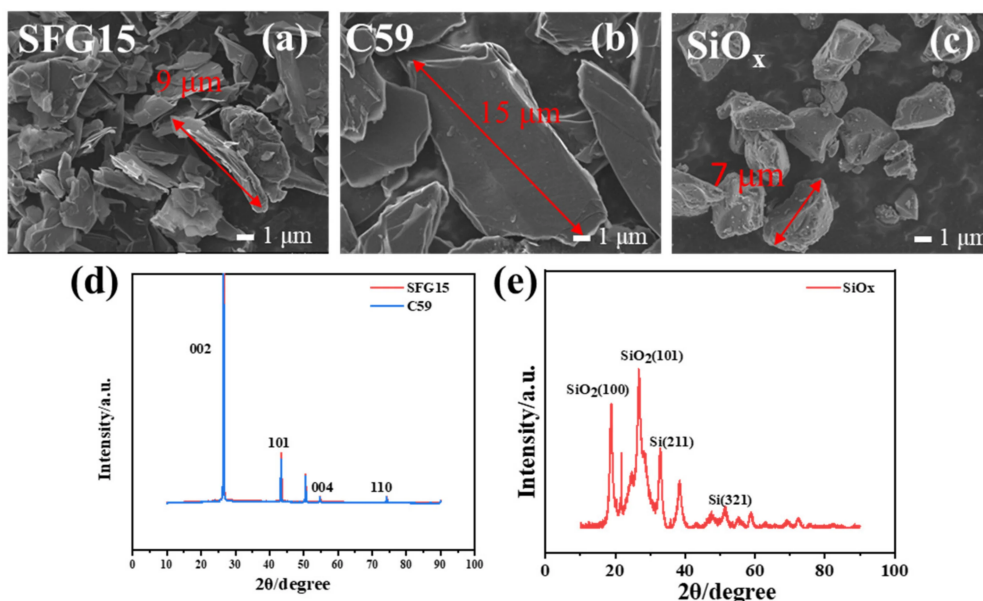 SFG15
(a)
9 μm
1 μm
C59
(b)
15 μm
1 μm
SiOₓ
(c)
7 μm
1 μm
(d)
SFG15
C59
002
101
004
110
Intensity/a.u.
0 10 20 30 40 50 60 70 80 90 100
2θ/degree
(e)
SiOx
SiO₂(101)
SiO₂(100)
Si(211)
Si(321)
Intensity/a.u.
0 20 40 60 80 100
2θ/degree